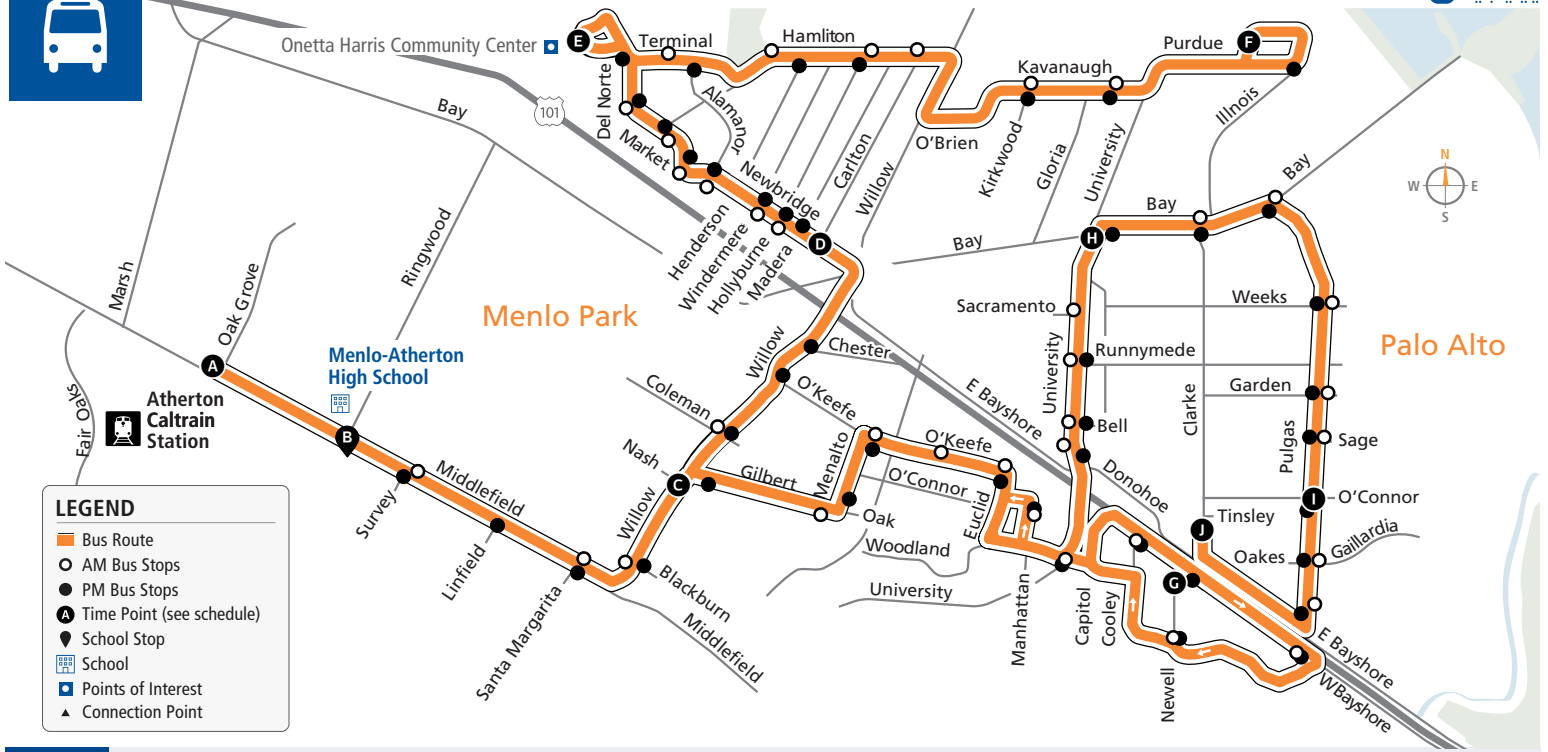 Onetta Harris Community Center
E
Terminal
Hamliton
Purdue
F
Kavanaugh
Bay
101
Del Norte
Alamanor
Market
O'Brien
Illnois
Newbridge
Carlton
Willow
Kirkwood
Gloria
University
Bay
N
W
E
S
Bay
H
Bay
D
Henderson
Windermere
Hollyburne
Madera
Marsh
Oak Grove
Ringwood
Menlo Park
Sacramento
Weeks
Palo Alto
Willow
Chester
Runnymede
University
Garden
Clarke
Menlo-Atherton
High School
A
Atherton
Caltrain
Station
Fair Oaks
B
Coleman
O'Keefe
E Bayshore
Bell
Pulgas
Sage
Nash
C
Gilbert
Menalto
O'Keefe
O'Connor
Donohoe
I
O'Connor
Middlefield
Survey
Willow
Oak
Euclid
Tinsley
J
Gaillardia
Oakes
Woodland
Linfield
Blackburn
University
Manhattan
Capitol
Cooley
G
Santa Margarita
Middlefield
Newell
E Bayshore
W Bayshore
LEGEND
Bus Route
AM Bus Stops
PM Bus Stops
A Time Point (see schedule)
School Stop
School
Points of Interest
Connection Point